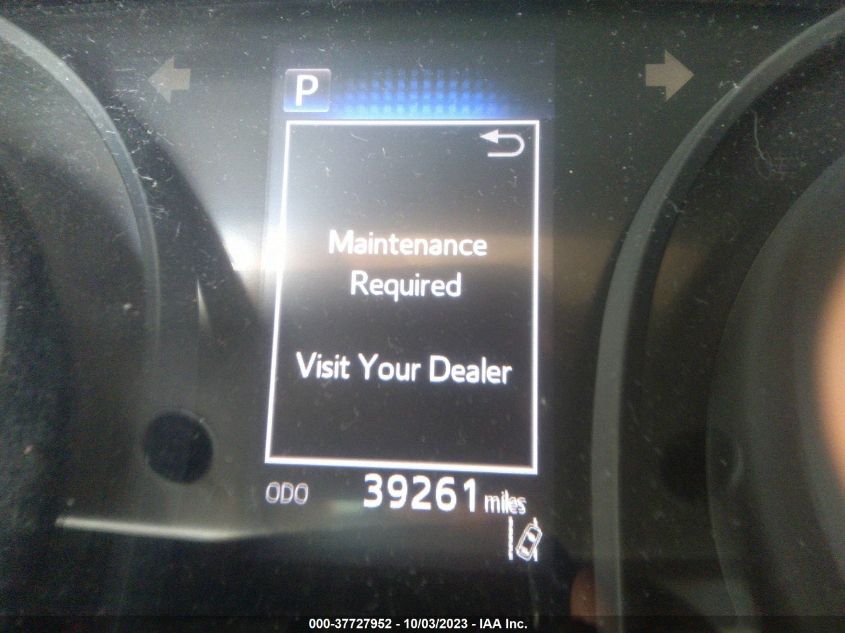 P
Maintenance
Required
Visit Your Dealer
ODO 39261 miles
000-37727952 - 10/03/2023 - IAA Inc.